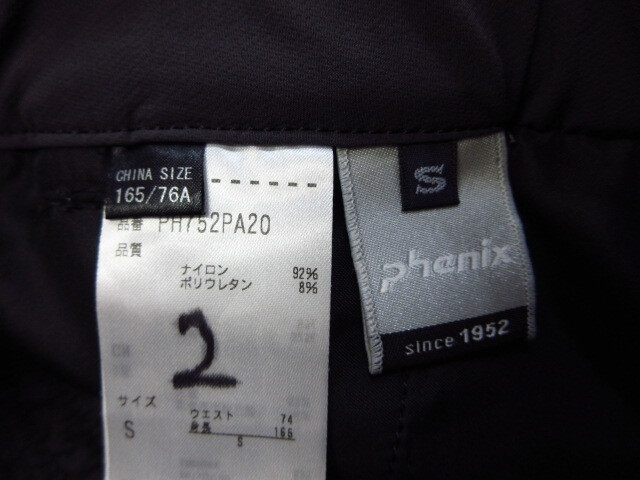 CHINA SIZE
165/76A
品番 PH752PA20
品質
ナイロン 92%
ポリウレタン 8%
2
サイズ
S
ウエスト 74
身長 165
S
S
phenix
since 1952